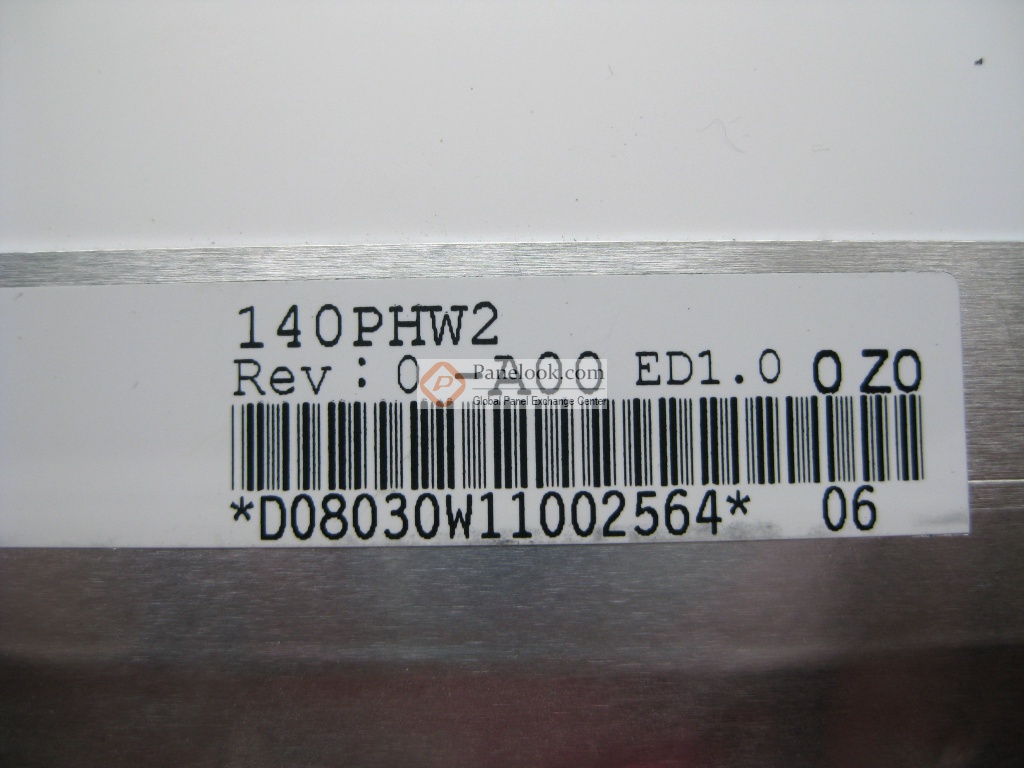 140PHW2
Rev: 0 -A00 ED1.0 0 Z0
Panelook.com
Global Panel Exchange Center
*D08030W11002564* 06